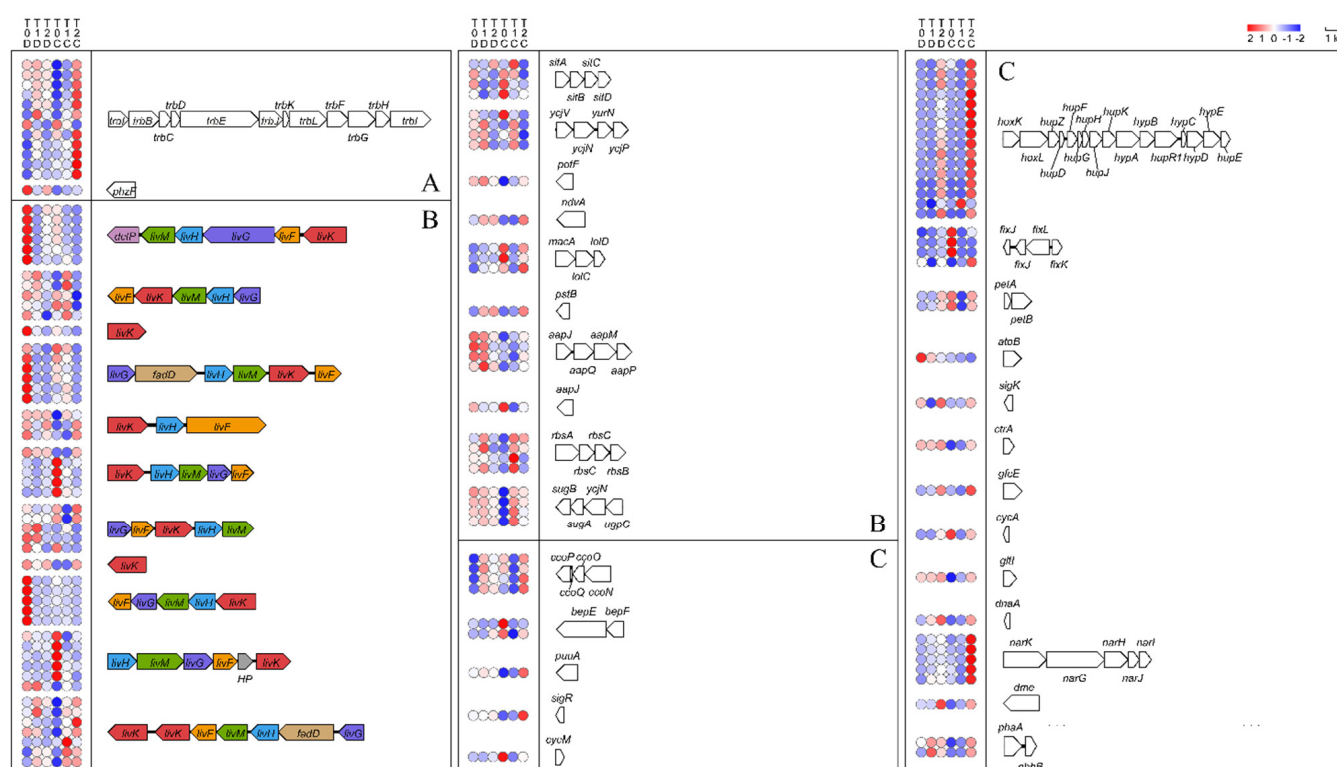 T T T T T T
0 1 2 0 1 2
D D D C C C
trbD trbK trbF trbH
traI trbB trbE trbJ trbL trbI
trbC trbG
phzF
A
B
dctP livM livH livG livF livK
livF livK livM livH livG
livK
livG fadD livH livM livK livF
livK livH livF
livK livH livM livG livF
livG livF livK livH livM
livK
livF livG livM livH livK
livH livM livG livF livK
HP
livK livK livF livM livH fadD livG
T T T T T T
0 1 2 0 1 2
D D D C C C
sitA sitC
sitB sitD
ycjV yurN
ycjN ycjP
potF
ndvA
macA lolD
lolC
pstB
aapJ aapM
aapQ aapP
aapJ
rbsA rbsC
rbsC rbsB
sugB ycjN
sugA ugpC
B
C
ccoP ccoQ
ccoQ ccoN
bepE bepF
puuA
sigR
cycM
T T T T T T
0 1 2 0 1 2
D D D C C C
2 1 0 -1 -2
C
hupF hupK hypE
hoxK hupZ hupH hypB hypC
hoxL hupG hypA hupR1 hypD hupE
hupD hupJ
fixJ fixL
fixJ fixK
petA
petB
atoB
sigK
ctrA
gfcE
cycA
gltI
dnaA
narK narH narI
narG narJ
dme
phaA